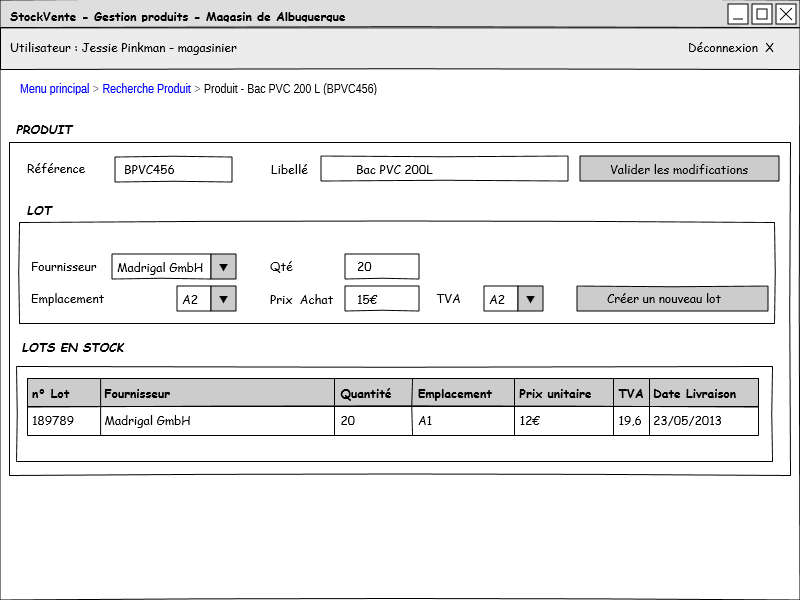 StockVente - Gestion produits - Magasin de Albuquerque
Utilisateur : Jessie Pinkman - magasinier Déconnexion X
Menu principal > Recherche Produit > Produit - Bac PVC 200 L (BPVC456)
PRODUIT
Référence BPVC456 Libellé Bac PVC 200L Valider les modifications
LOT
Fournisseur Madrigal GmbH Qté 20
Emplacement A2 Prix Achat 15€ TVA A2 Créer un nouveau lot
LOTS EN STOCK
n° Lot Fournisseur Quantité Emplacement Prix unitaire TVA Date Livraison
189789 Madrigal GmbH 20 A1 12€ 19,6 23/05/2013